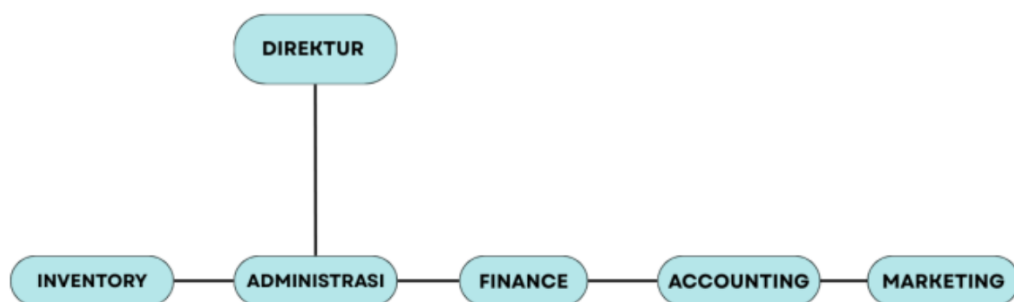 DIREKTUR
INVENTORY
ADMINISTRASI
FINANCE
ACCOUNTING
MARKETING